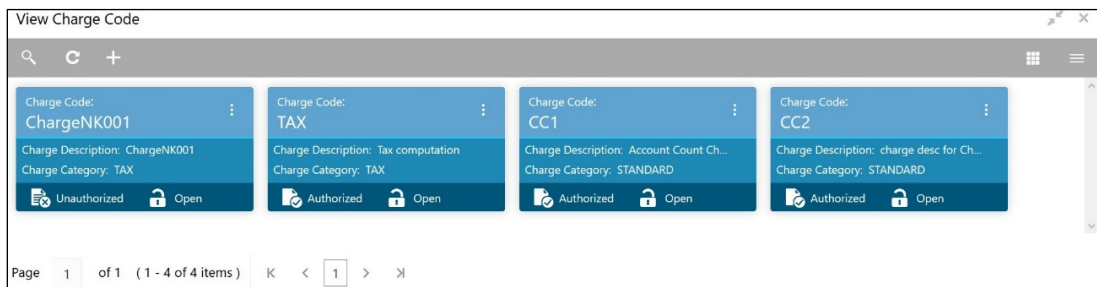 View Charge Code
Charge Code:
ChargeNK001
Charge Description: ChargeNK001
Charge Category: TAX
Unauthorized Open
Charge Code:
TAX
Charge Description: Tax computation
Charge Category: TAX
Authorized Open
Charge Code:
CC1
Charge Description: Account Count Ch...
Charge Category: STANDARD
Authorized Open
Charge Code:
CC2
Charge Description: charge desc for Ch...
Charge Category: STANDARD
Authorized Open
Page 1 of 1 ( 1 - 4 of 4 items ) 1